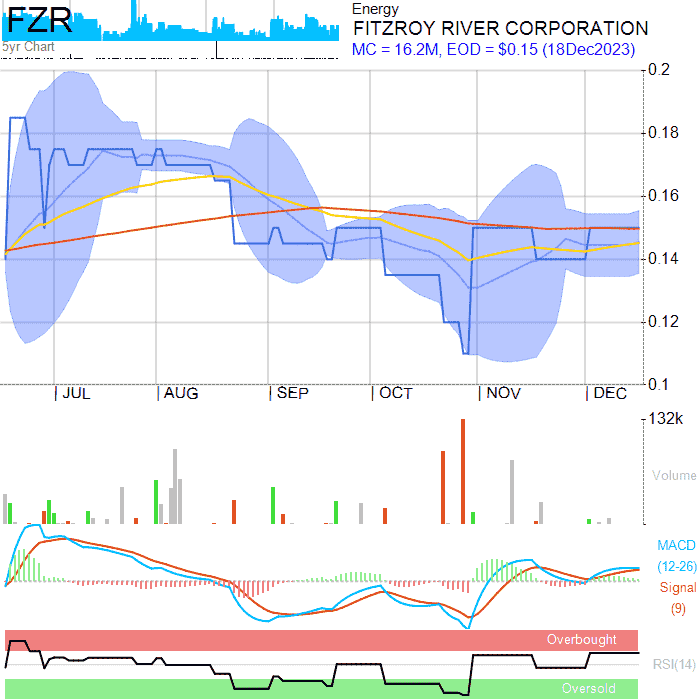 FZR
5yr Chart
Energy
FITZROY RIVER CORPORATION
MC = 16.2M, EOD = $0.15 (18Dec2023)
0.2
0.18
0.16
0.14
0.12
0.1
JUL AUG SEP OCT NOV DEC
132k
Volume
MACD
(12-26)
Signal
(9)
Overbought
RSI(14)
Oversold